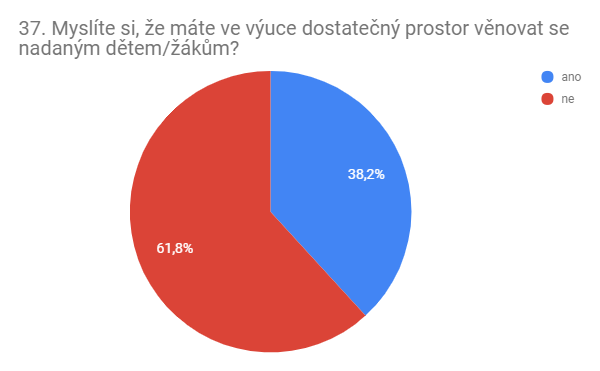 37. Myslíte si, že máte ve výuce dostatečný prostor věnovat se
nadaným dětem/žákům?
ano
ne
38,2%
61,8%